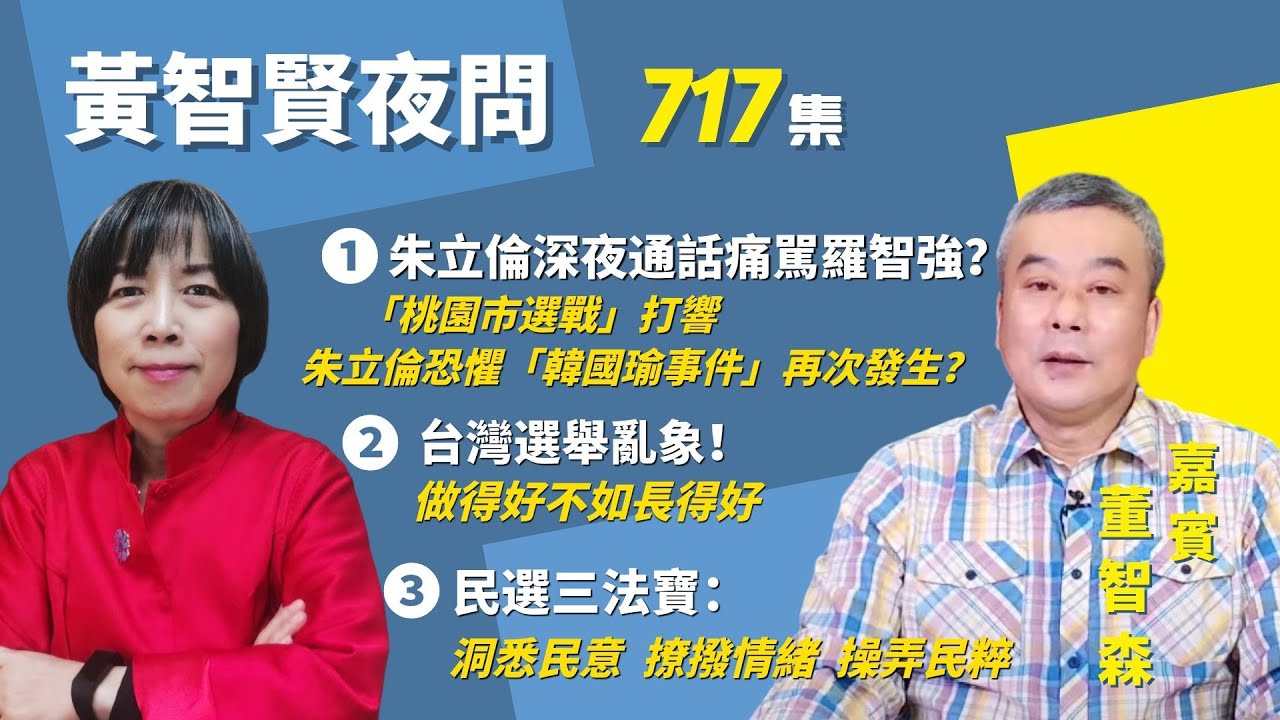 黃智賢夜問 717集
❶ 朱立倫深夜通話痛罵羅智強？
「桃園市選戰」打響
朱立倫恐懼「韓國瑜事件」再次發生？
❷ 台灣選舉亂象！
做得好不如長得好
❸ 民選三法寶：
洞悉民意 撩撥情緒 操弄民粹
嘉賓
董智森